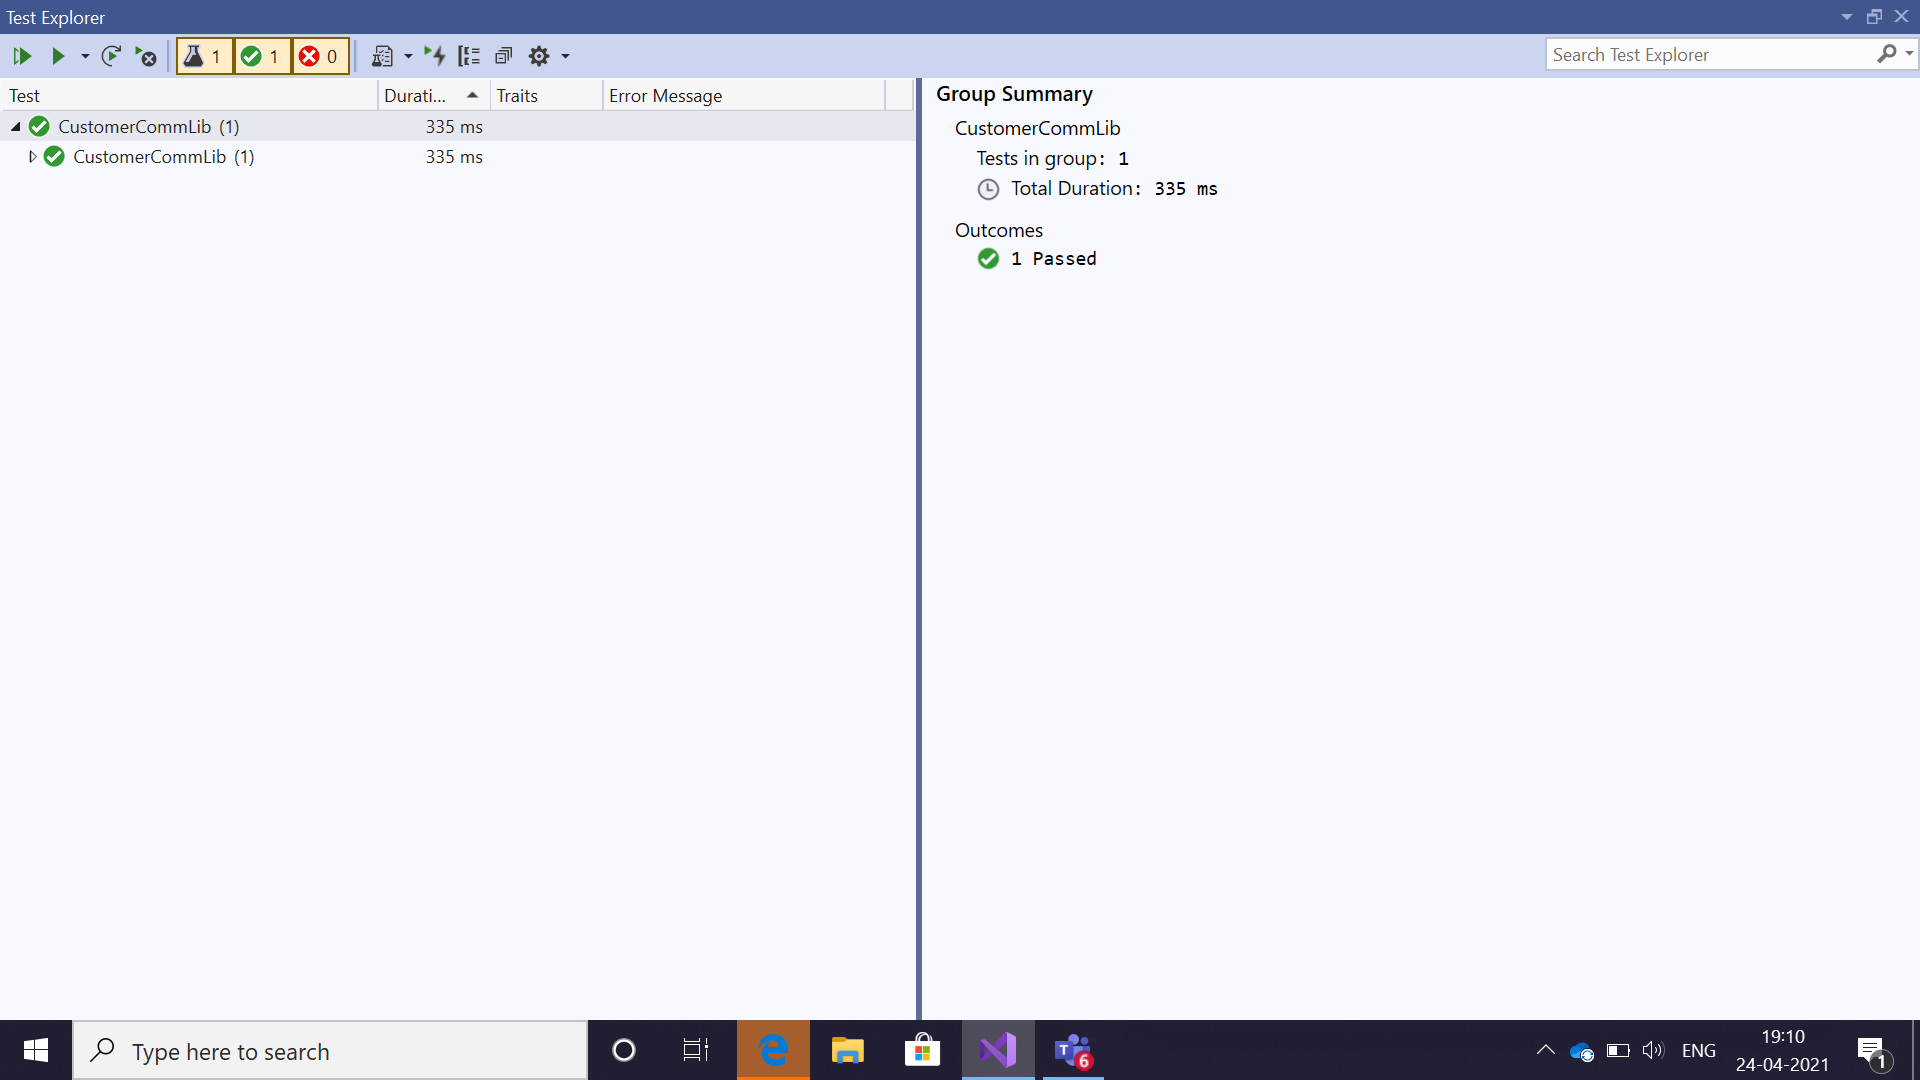 Test Explorer
1 1 0
Search Test Explorer
Test Durati... Traits Error Message
CustomerCommLib (1) 335 ms
CustomerCommLib (1) 335 ms
Group Summary
CustomerCommLib
Tests in group: 1
Total Duration: 335 ms
Outcomes
1 Passed
Type here to search
T 6
ENG
19:10
24-04-2021
1